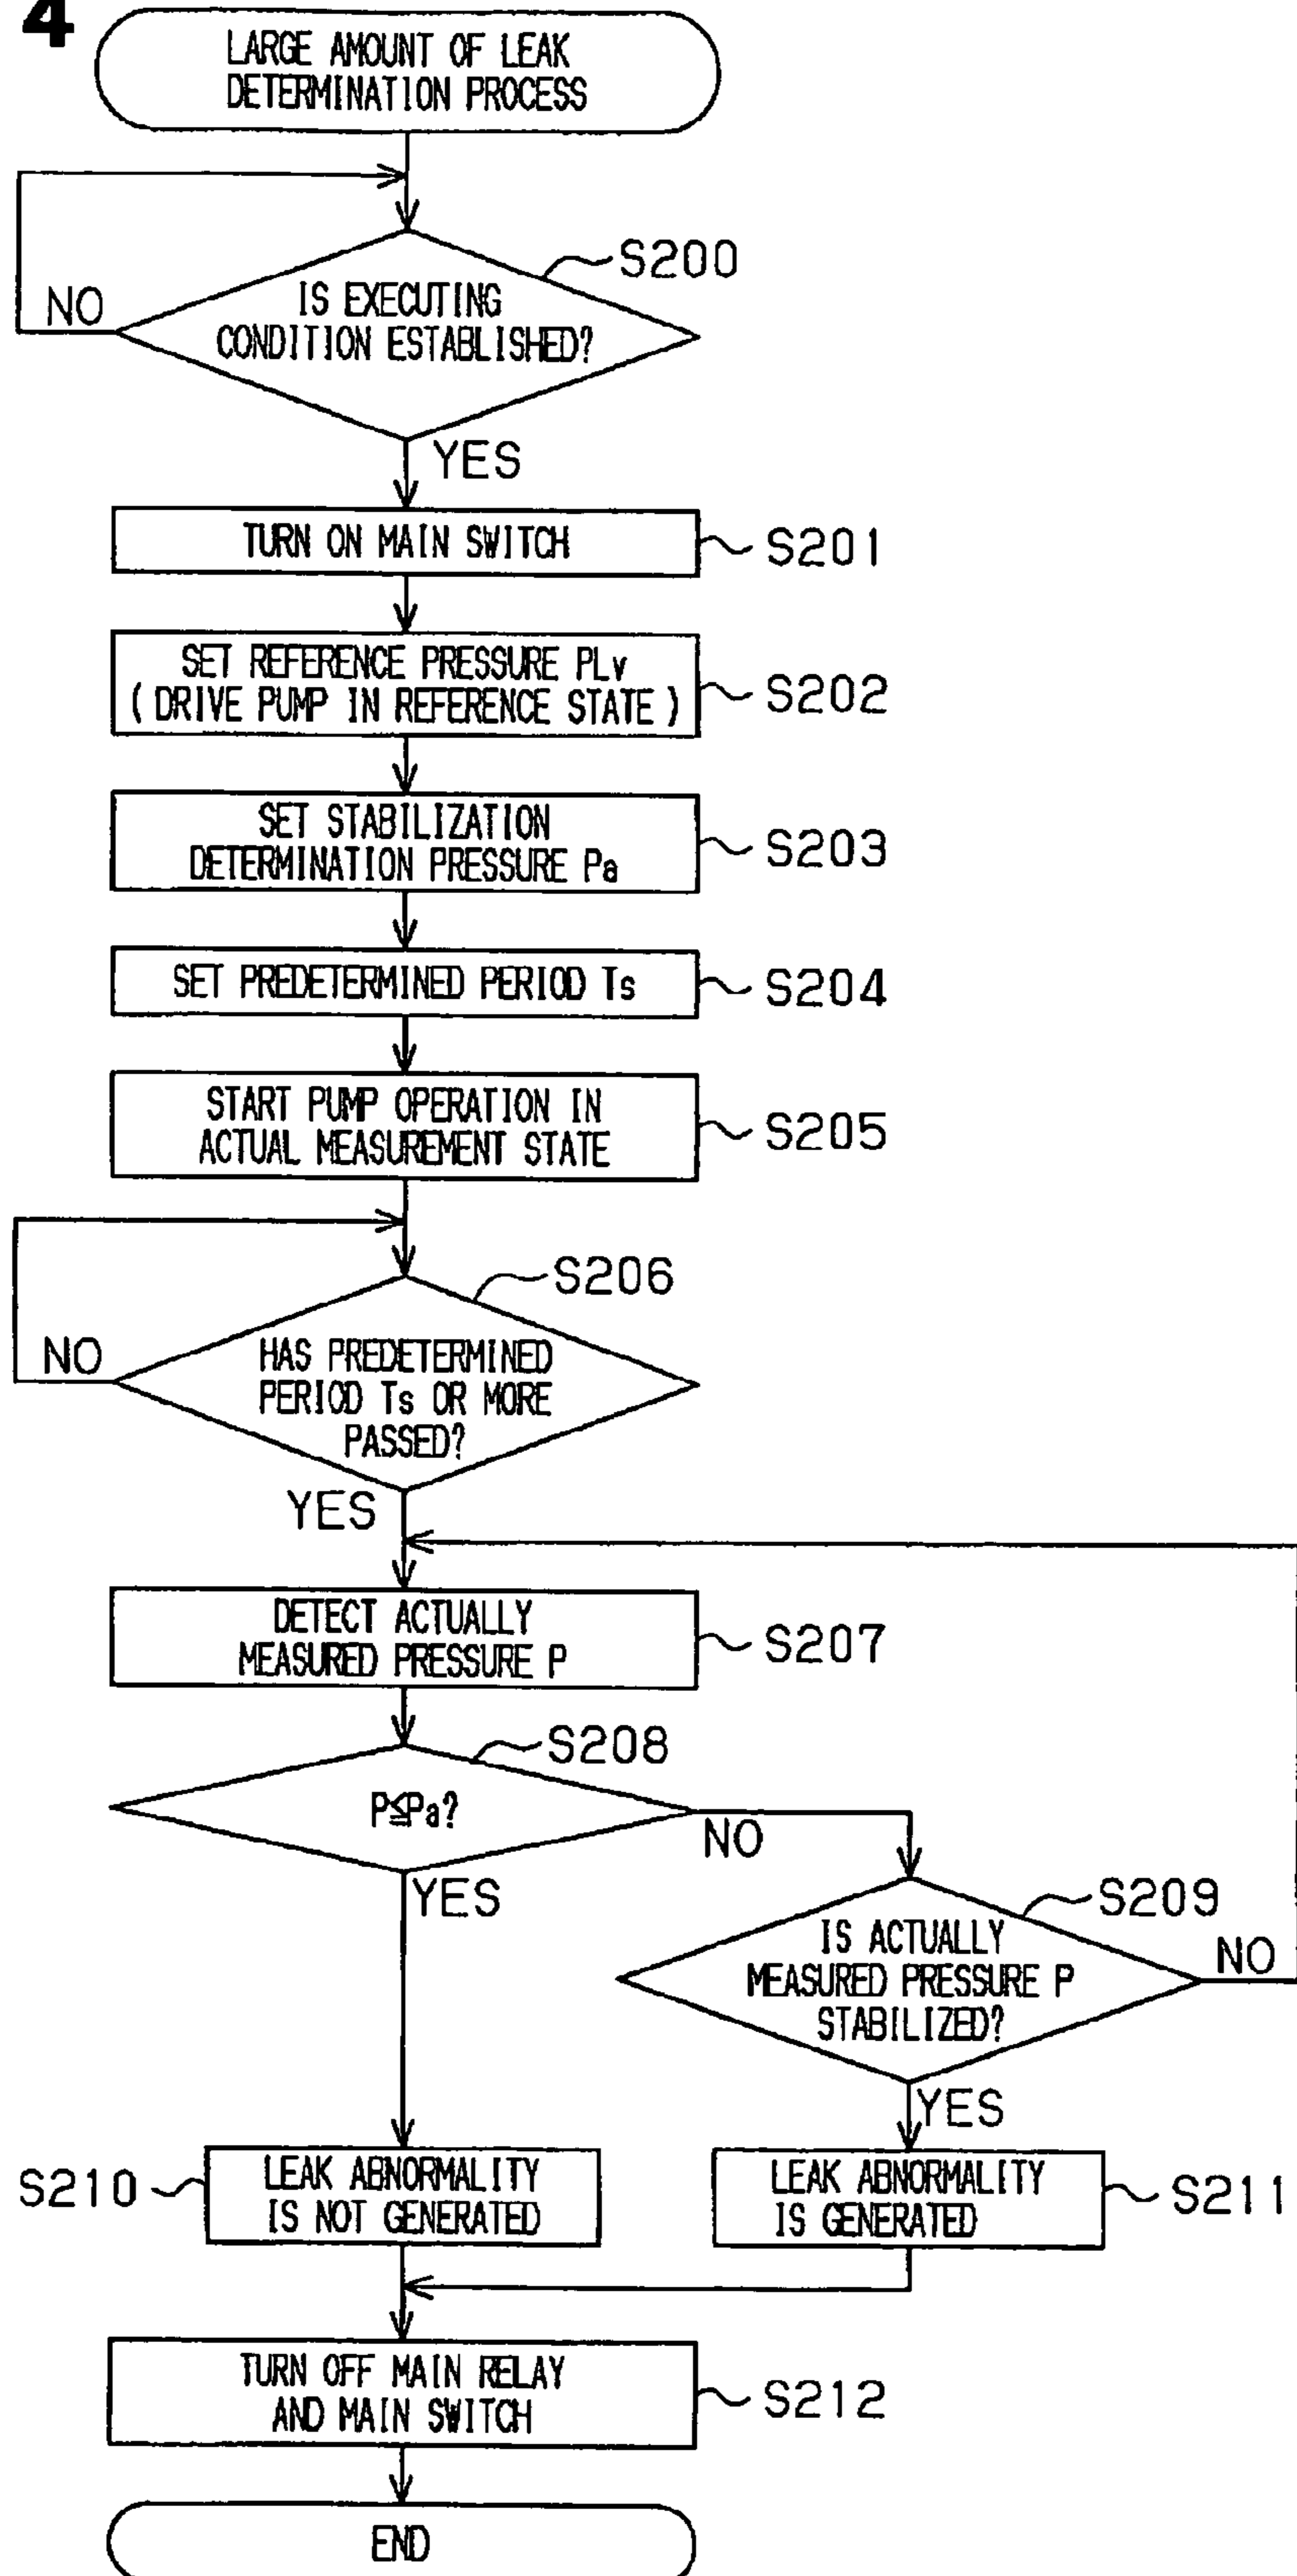 4
LARGE AMOUNT OF LEAK
DETERMINATION PROCESS
S200
IS EXECUTING
CONDITION ESTABLISHED?
NO
YES
TURN ON MAIN SWITCH
S201
SET REFERENCE PRESSURE PLv
( DRIVE PUMP IN REFERENCE STATE )
S202
SET STABILIZATION
DETERMINATION PRESSURE Pa
S203
SET PREDETERMINED PERIOD Ts
S204
START PUMP OPERATION IN
ACTUAL MEASUREMENT STATE
S205
S206
HAS PREDETERMINED
PERIOD Ts OR MORE
PASSED?
NO
YES
DETECT ACTUALLY
MEASURED PRESSURE P
S207
S208
P≦Pa?
NO
YES
S209
IS ACTUALLY
MEASURED PRESSURE P
STABILIZED?
NO
YES
S210
LEAK ABNORMALITY
IS NOT GENERATED
LEAK ABNORMALITY
IS GENERATED
S211
TURN OFF MAIN RELAY
AND MAIN SWITCH
S212
END